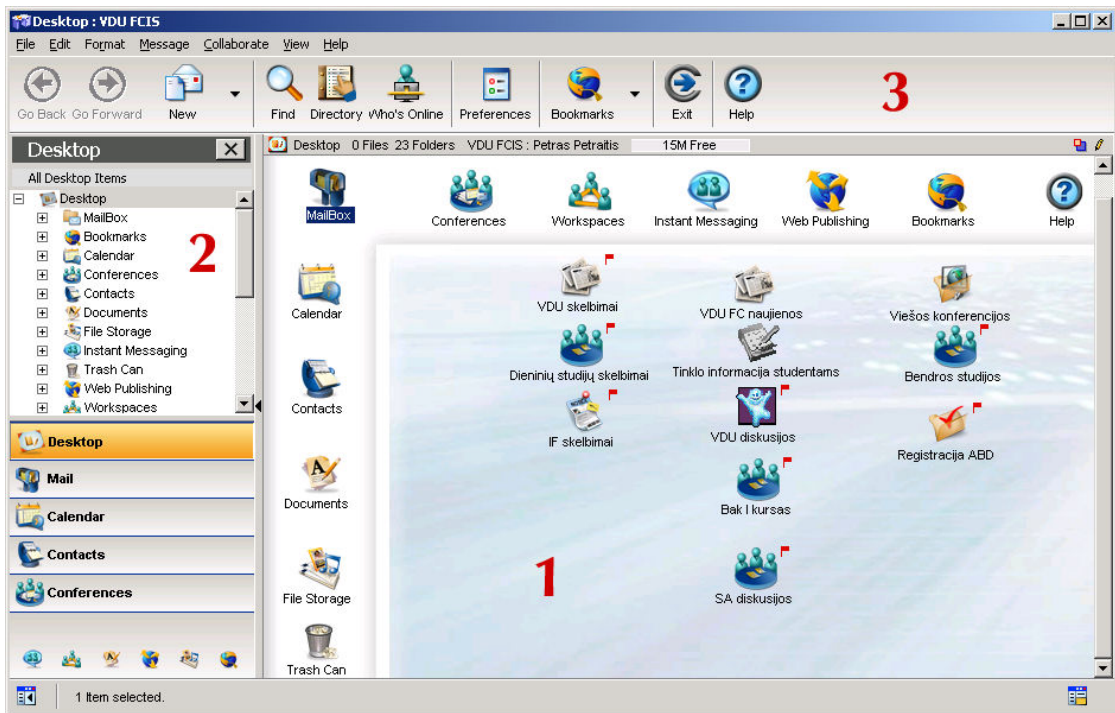 Desktop : VDU FCIS
File Edit Format Message Collaborate View Help
Go Back Go Forward New Find Directory Who's Online Preferences Bookmarks Exit Help
3
Desktop
All Desktop Items
Desktop
MailBox
Bookmarks
Calendar
Conferences
Contacts
Documents
File Storage
Instant Messaging
Trash Can
Web Publishing
Workspaces
2
Desktop
Mail
Calendar
Contacts
Conferences
Desktop 0 Files 23 Folders VDU FCIS : Petras Petraitis 15M Free
MailBox Conferences Workspaces Instant Messaging Web Publishing Bookmarks Help
Calendar
Contacts
Documents
File Storage
Trash Can
VDU skelbimai VDU FC naujienos Viešos konferencijos
Dieninių studijų skelbimai Tinklo informacija studentams Bendros studijos
IF skelbimai VDU diskusijos Registracija ABD
Bak I kursas
SA diskusijos
1
1 Item selected.